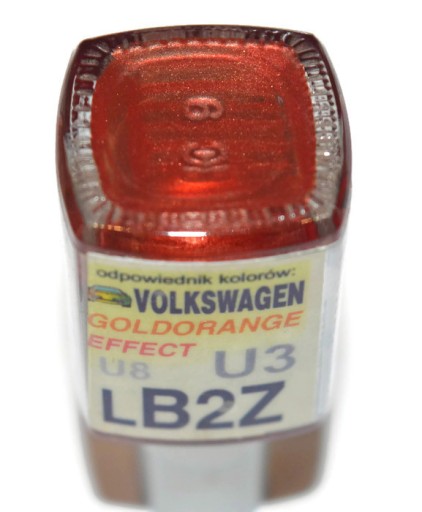 odpowiednik kolorów:
VOLKSWAGEN
GOLDORANGE
EFFECT
U8 U3
LB2Z